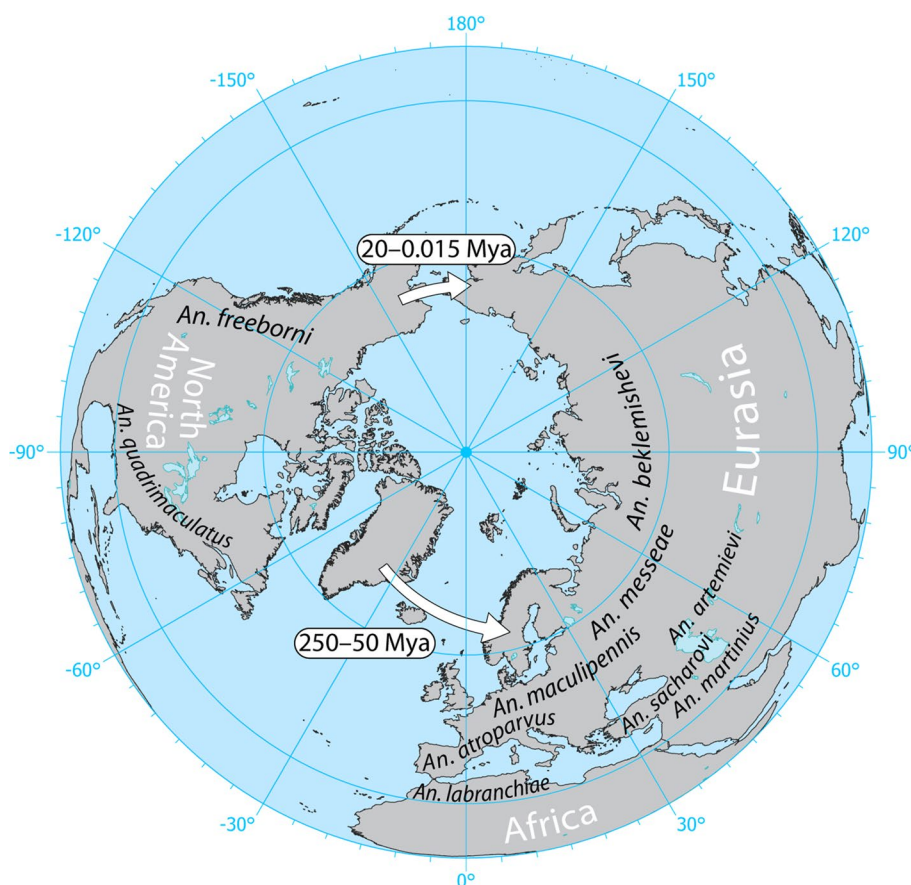 180°
-150°
150°
-120°
120°
20–0.015 Mya
An. freeborni
North
America
An. quadrimaculatus
An. beklemishevi
Eurasia
-90°
90°
An. messeae
An. artemievi
250–50 Mya
An. maculipennis
An. sacharovi
An. martinius
-60°
60°
An. atroparvus
An. labranchiae
Africa
-30°
30°
0°